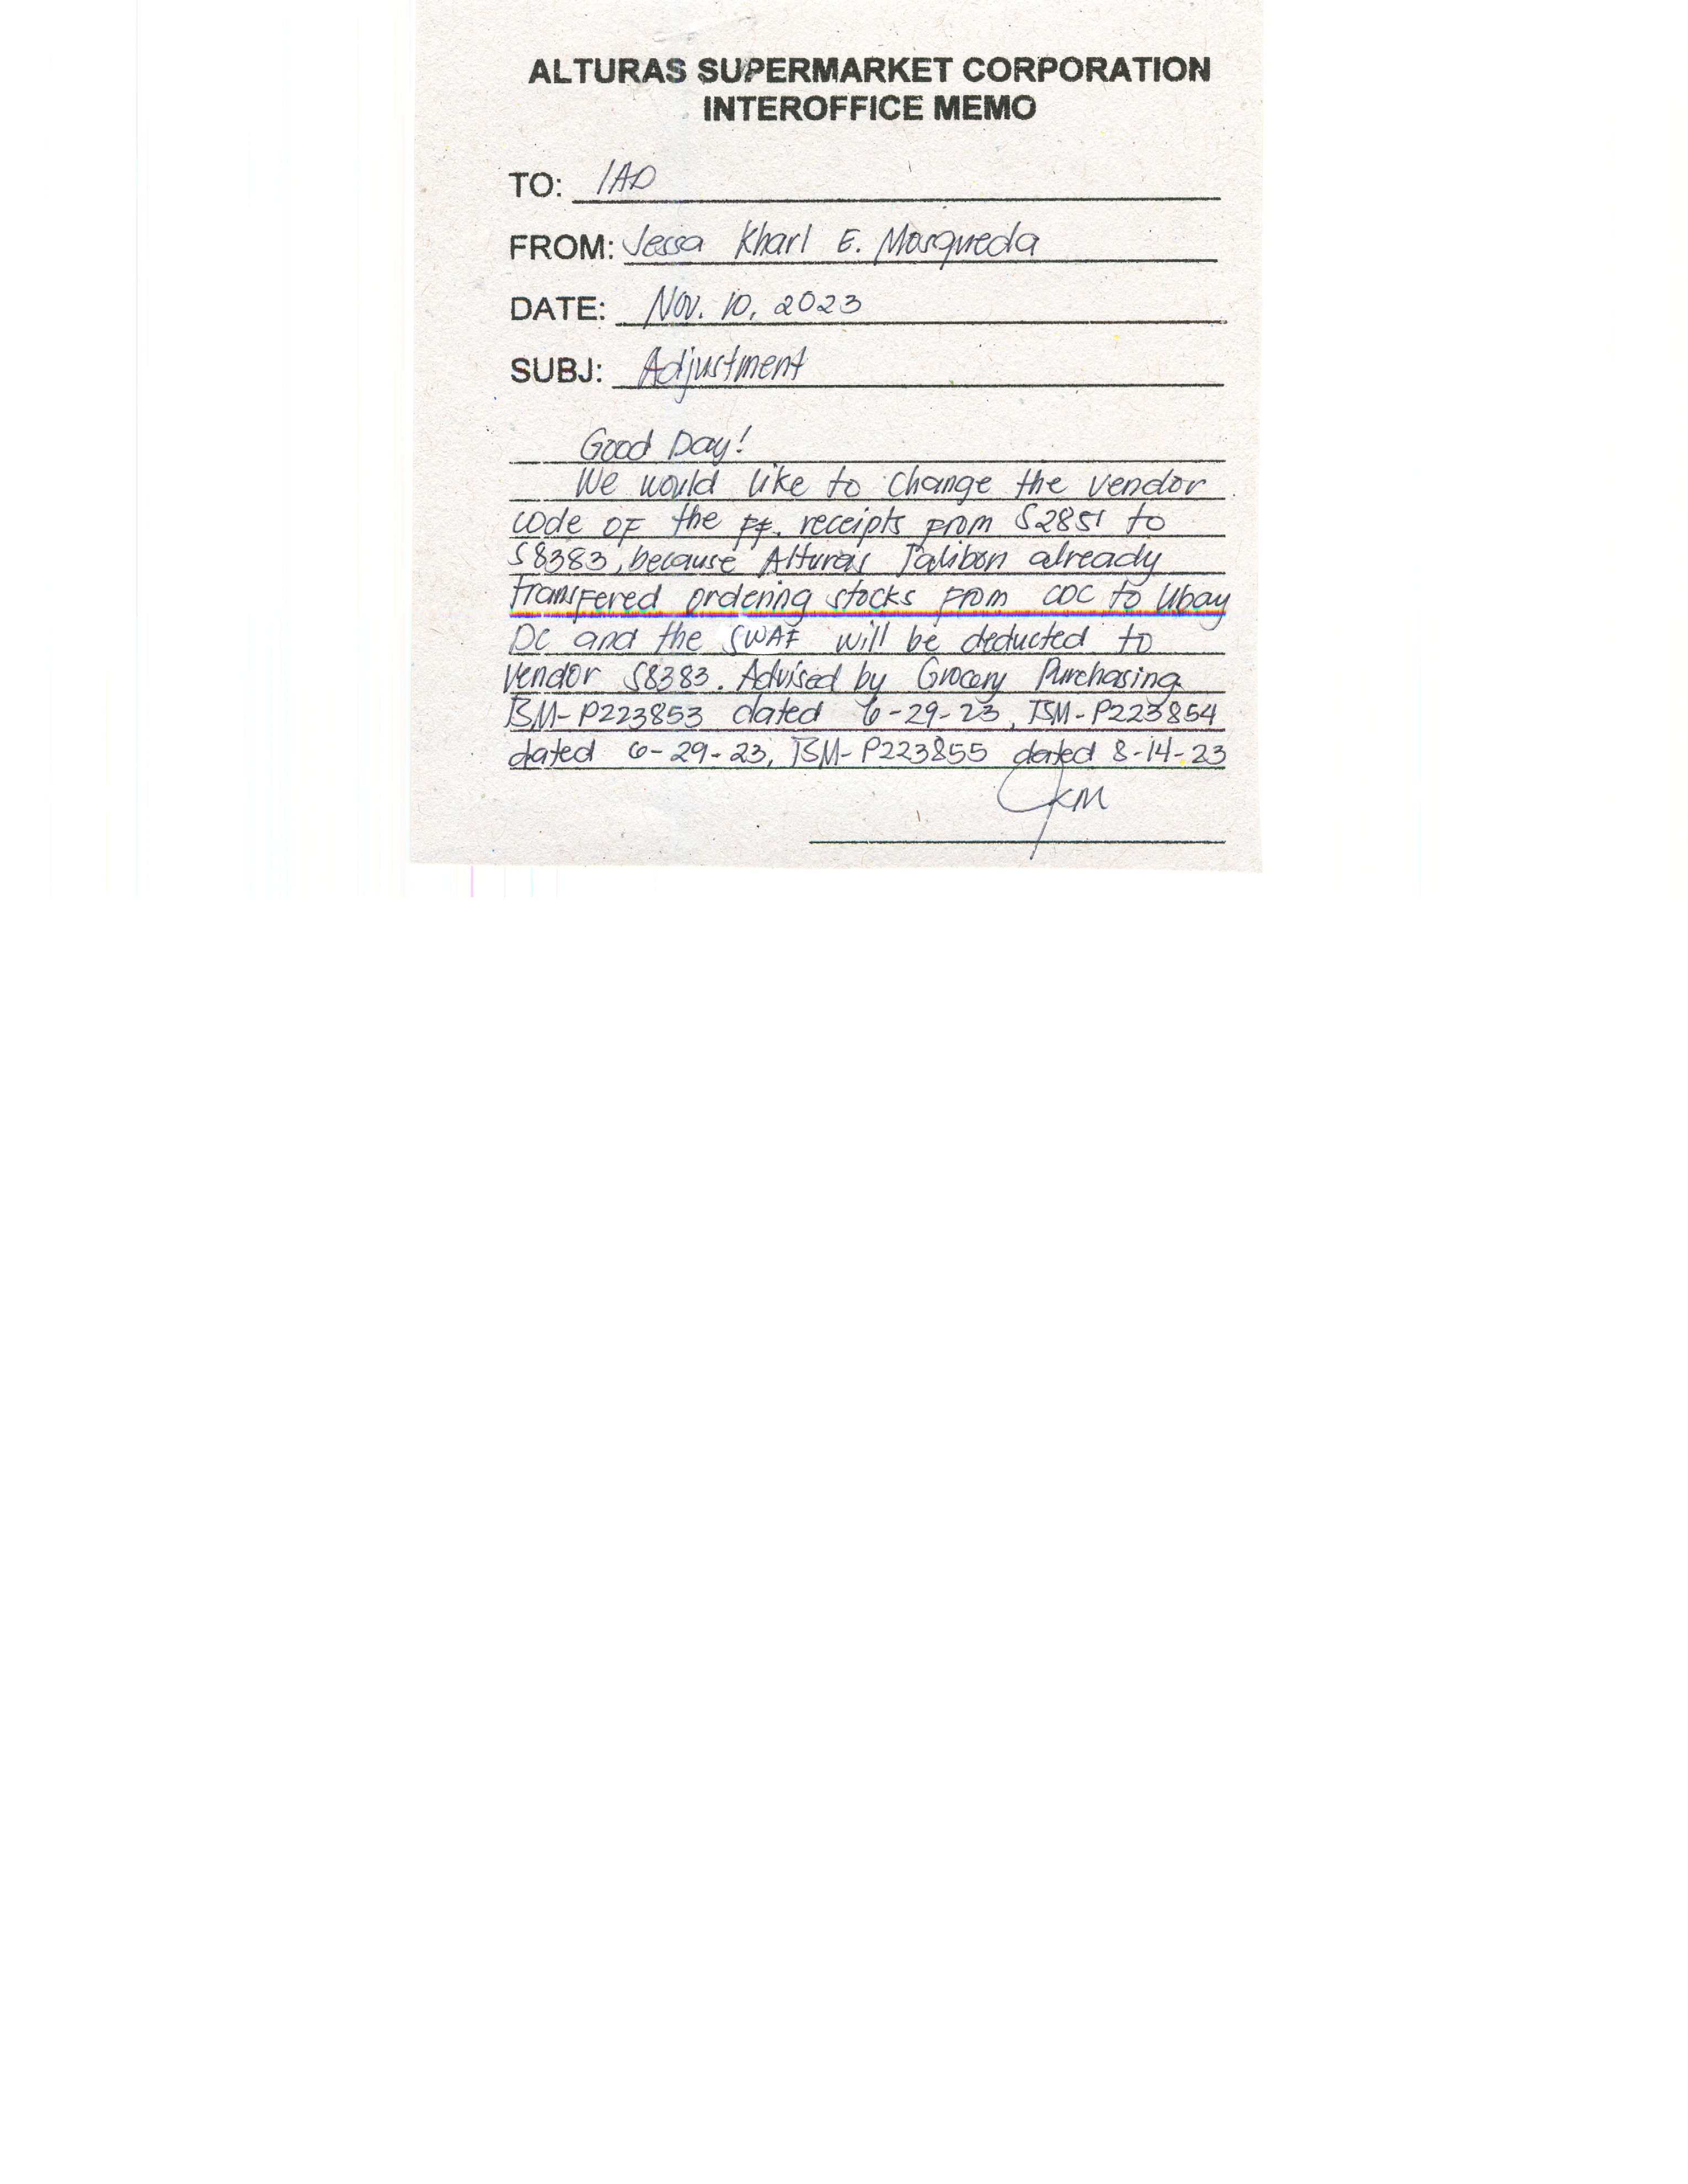 ALTURAS SUPERMARKET CORPORATION
INTEROFFICE MEMO
TO: IAD
FROM: Jessa Kharl E. Mosqueda
DATE: Nov. 10, 2023
SUBJ: Adjustment
Good Day!
We would like to change the vendor
code of the ff. receipts from S2851 to
S8383, because Alturas Talibon already
transfered ordering stocks from CDC to Ubay
DC and the SWAF will be deducted to
vendor S8383. Advised by Grocery Purchasing
TSM-P223853 dated 6-29-23, TSM-P223854
dated 6-29-23, TSM-P223855 dated 8-14-23
JKM